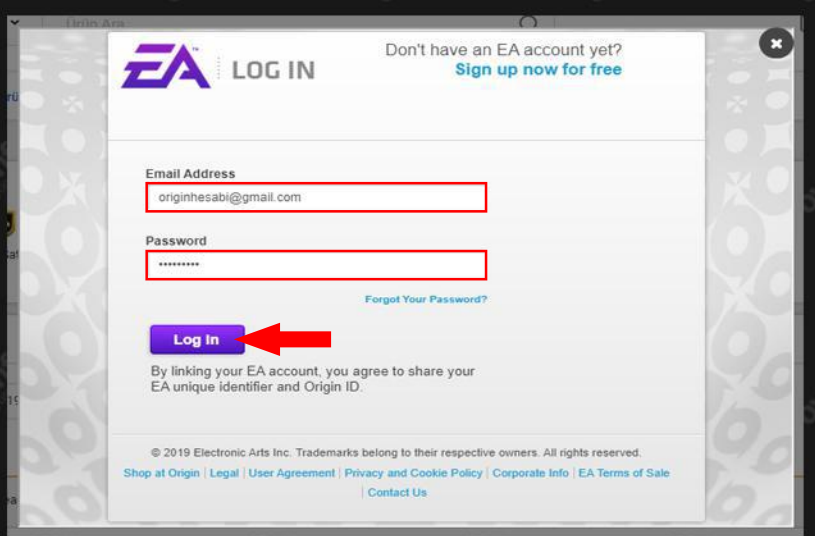 Ürün Ara
EA™ LOG IN
Don't have an EA account yet?
Sign up now for free
Email Address
originhesabi@gmail.com
Password
•••••••••
Forgot Your Password?
Log In
By linking your EA account, you agree to share your
EA unique identifier and Origin ID.
© 2019 Electronic Arts Inc. Trademarks belong to their respective owners. All rights reserved.
Shop at Origin | Legal | User Agreement | Privacy and Cookie Policy | Corporate Info | EA Terms of Sale
| Contact Us